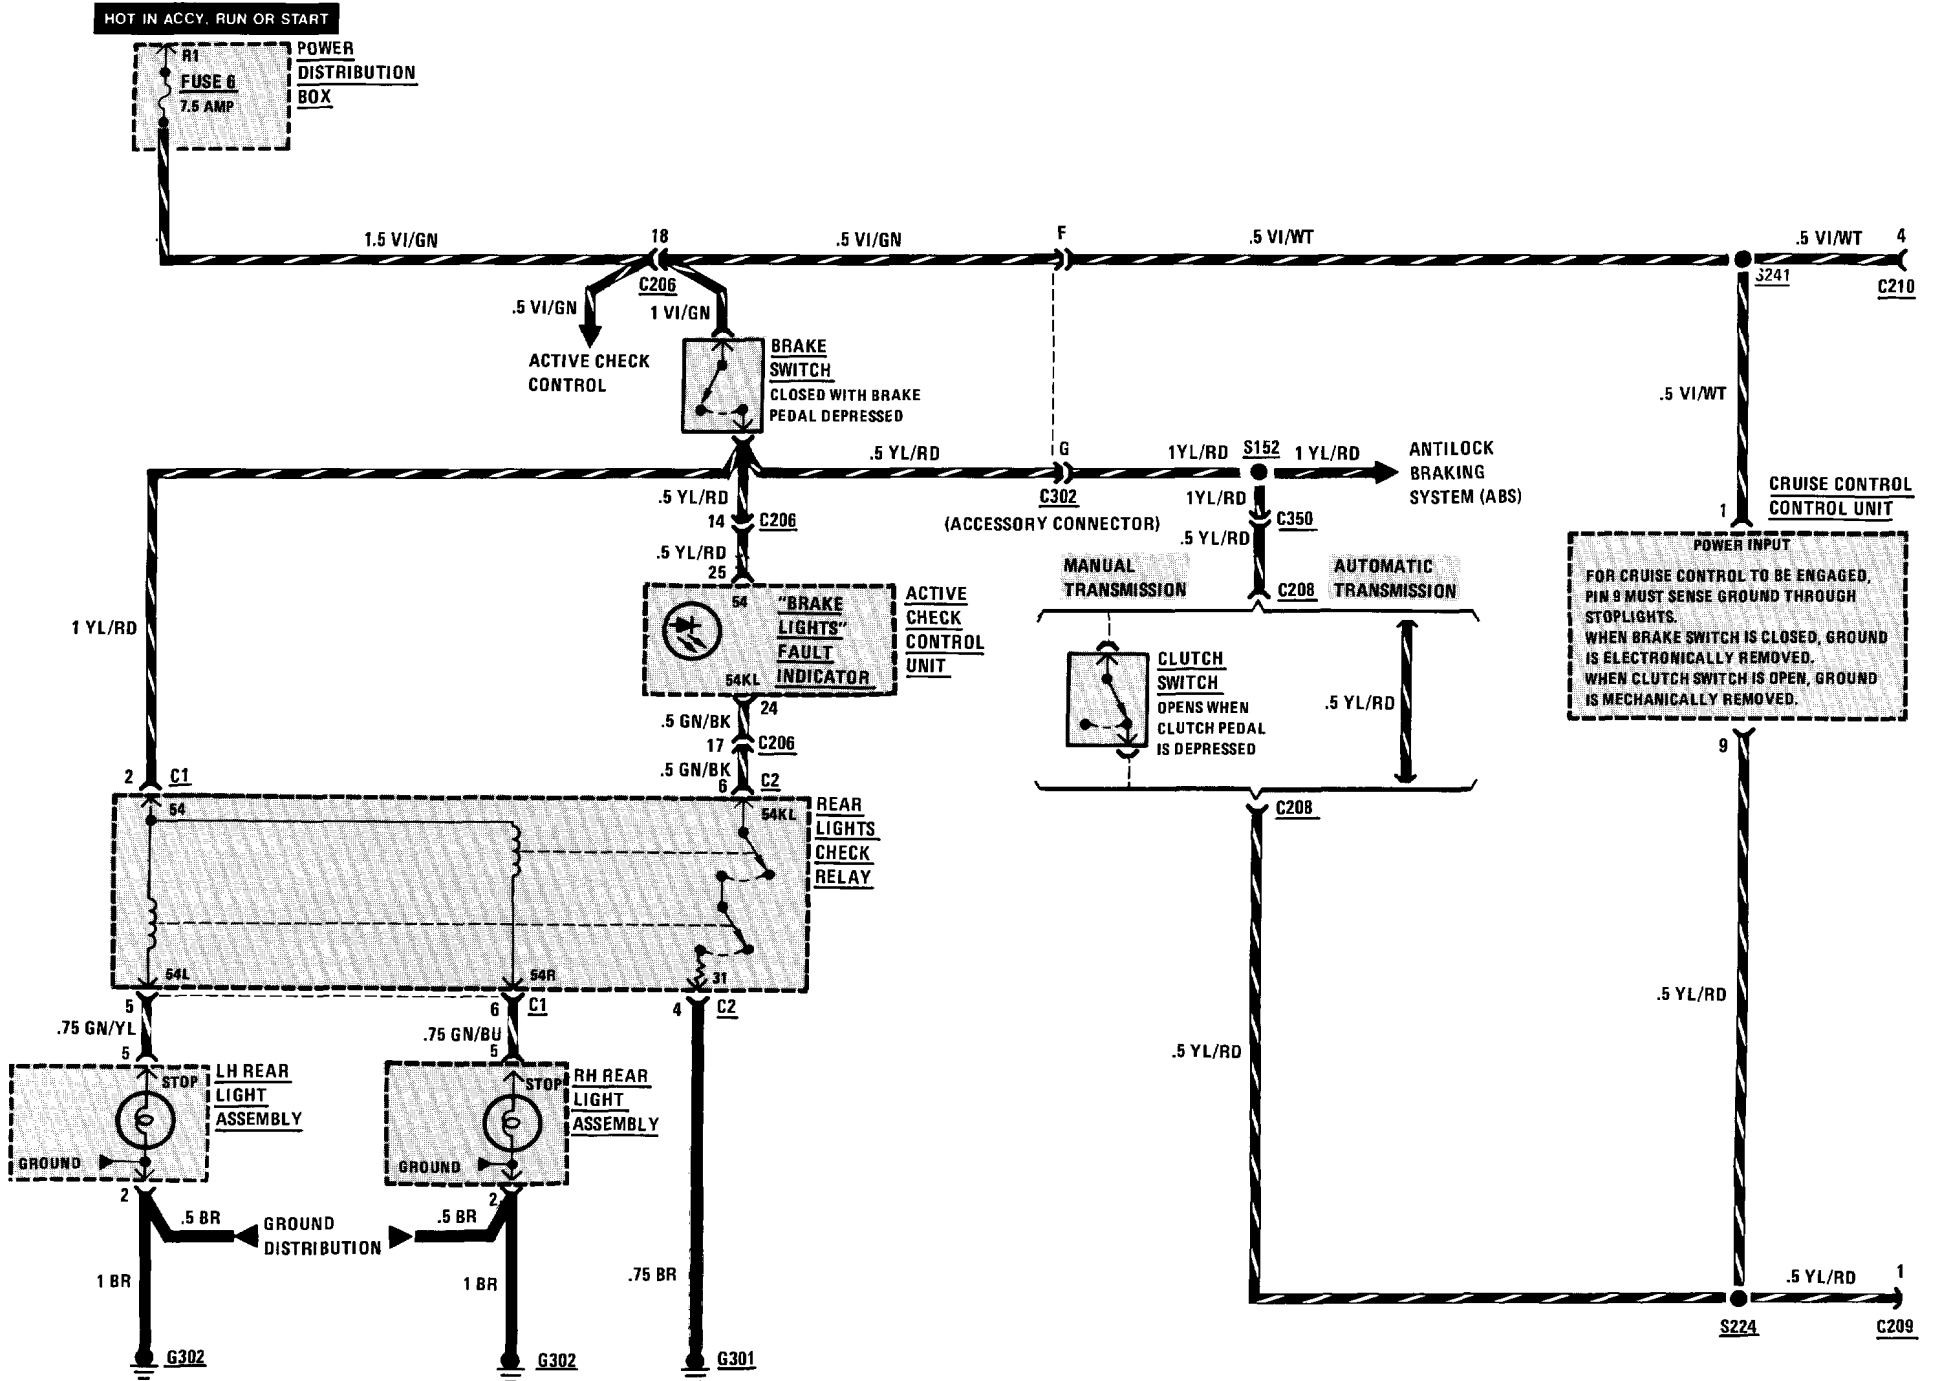 HOT IN ACCY, RUN OR START
R1
FUSE 6
7.5 AMP
POWER
DISTRIBUTION
BOX
1.5 VI/GN
18
.5 VI/GN
F
.5 VI/WT
.5 VI/WT
4
C206
S241
C210
.5 VI/GN
1 VI/GN
ACTIVE CHECK
CONTROL
BRAKE
SWITCH
CLOSED WITH BRAKE
PEDAL DEPRESSED
.5 VI/WT
.5 YL/RD
G
1YL/RD
S152
1 YL/RD
ANTILOCK
BRAKING
SYSTEM (ABS)
C302
(ACCESSORY CONNECTOR)
1YL/RD
C350
.5 YL/RD
C208
.5 YL/RD
14
C206
.5 YL/RD
25
CRUISE CONTROL
CONTROL UNIT
1
POWER INPUT
FOR CRUISE CONTROL TO BE ENGAGED,
PIN 9 MUST SENSE GROUND THROUGH
STOPLIGHTS.
WHEN BRAKE SWITCH IS CLOSED, GROUND
IS ELECTRONICALLY REMOVED.
WHEN CLUTCH SWITCH IS OPEN, GROUND
IS MECHANICALLY REMOVED.
9
MANUAL
TRANSMISSION
AUTOMATIC
TRANSMISSION
54
"BRAKE
LIGHTS"
FAULT
INDICATOR
54KL
ACTIVE
CHECK
CONTROL
UNIT
1 YL/RD
24
.5 GN/BK
17
C206
.5 GN/BK
6
C2
CLUTCH
SWITCH
OPENS WHEN
CLUTCH PEDAL
IS DEPRESSED
.5 YL/RD
2
C1
54
54KL
REAR
LIGHTS
CHECK
RELAY
C208
54L
54R
31
5
6
C1
4
C2
.75 GN/YL
.75 GN/BU
5
5
.5 YL/RD
.5 YL/RD
STOP
LH REAR
LIGHT
ASSEMBLY
STOP
RH REAR
LIGHT
ASSEMBLY
GROUND
GROUND
2
2
.5 BR
GROUND
DISTRIBUTION
.5 BR
1 BR
1 BR
.75 BR
.5 YL/RD
1
S224
C209
G302
G302
G301